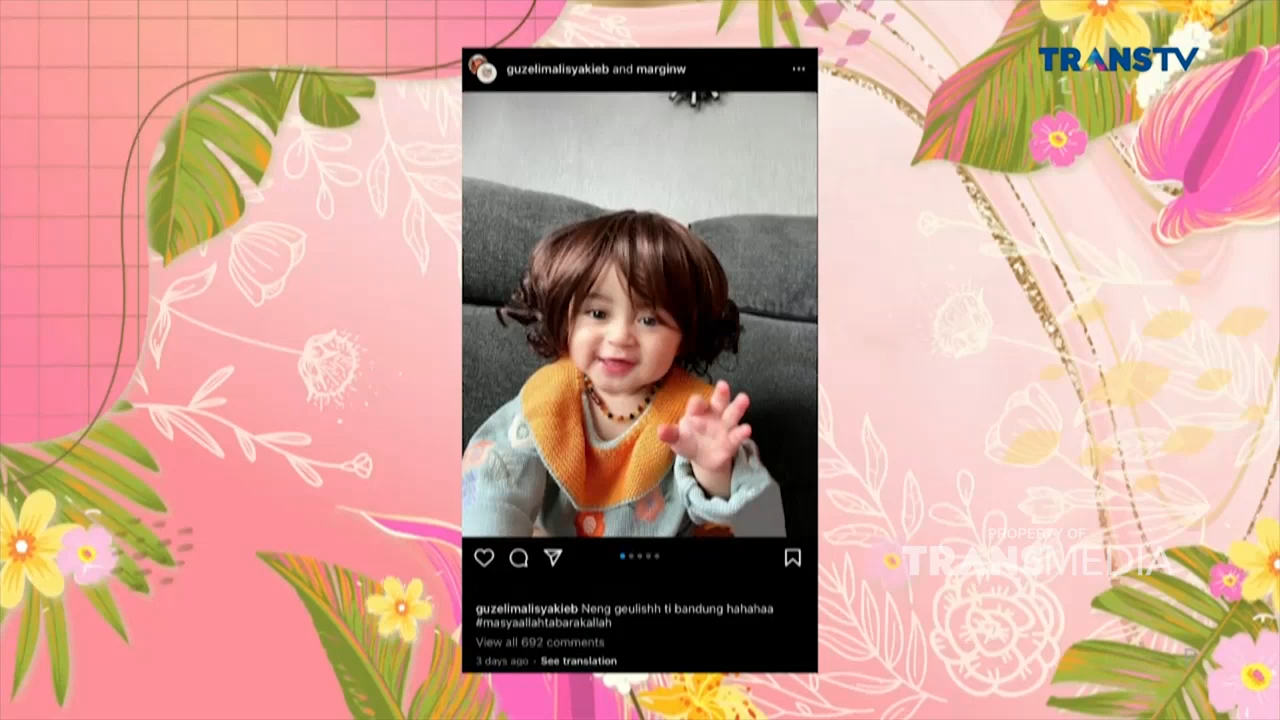 guzelimalisyakieb and marginw
TRANSTV
LIVE
PROPERTY OF
TRANSMEDIA
guzelimalisyakieb Neng geulishh ti bandung hahahaa
#masyaallahtabarakallah
View all 692 comments
3 days ago · See translation